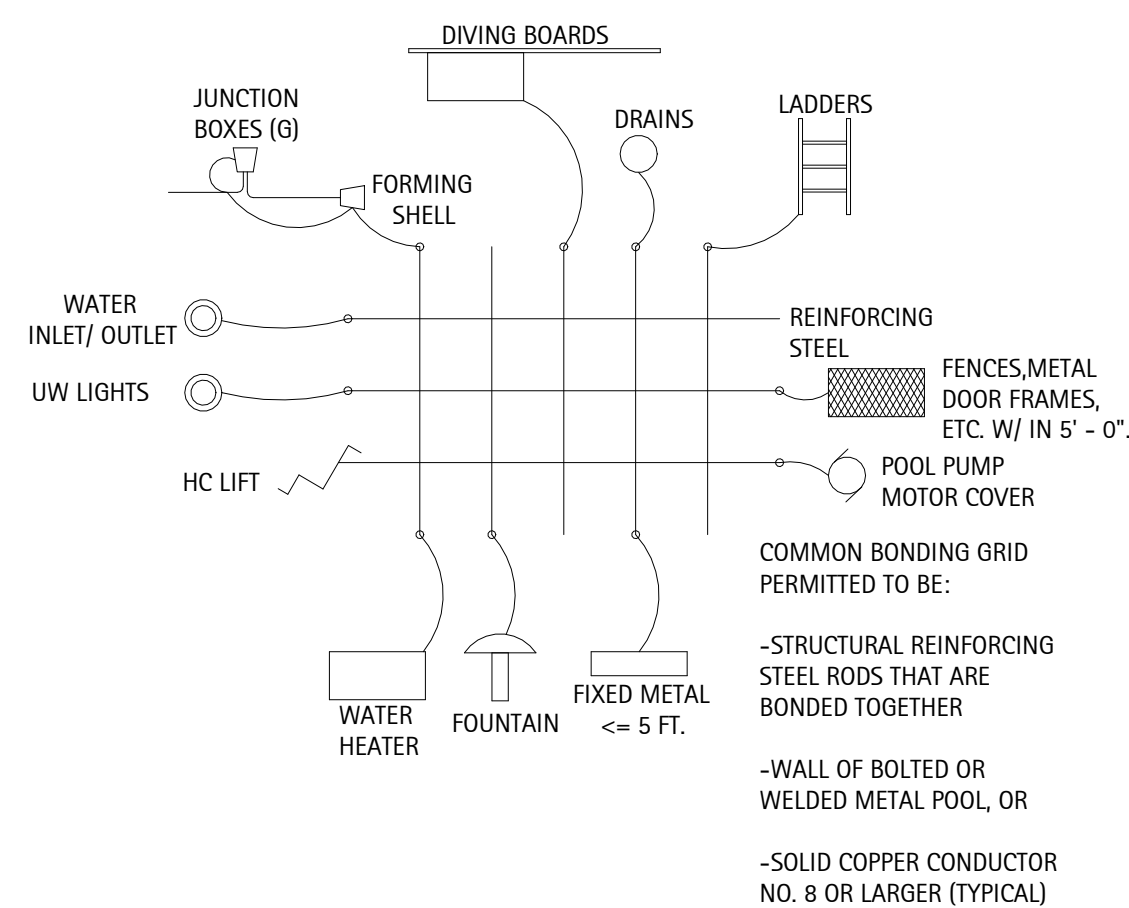 DIVING BOARDS
JUNCTION
BOXES (G)
DRAINS
LADDERS
FORMING
SHELL
WATER
INLET/ OUTLET
REINFORCING
STEEL
UW LIGHTS
FENCES,METAL
DOOR FRAMES,
ETC. W/ IN 5' - 0".
HC LIFT
POOL PUMP
MOTOR COVER
WATER
HEATER
FOUNTAIN
FIXED METAL
<= 5 FT.
COMMON BONDING GRID
PERMITTED TO BE:
-STRUCTURAL REINFORCING
STEEL RODS THAT ARE
BONDED TOGETHER
-WALL OF BOLTED OR
WELDED METAL POOL, OR
-SOLID COPPER CONDUCTOR
NO. 8 OR LARGER (TYPICAL)